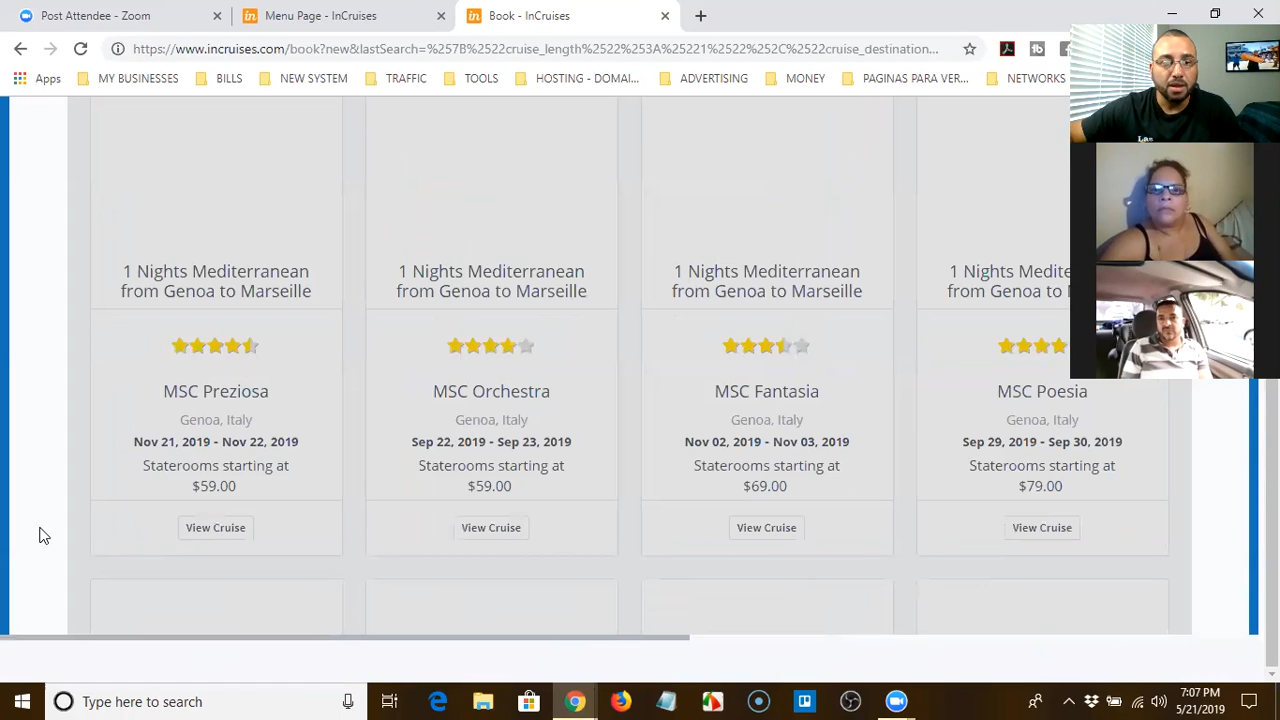 Post Attendee - Zoom
Menu Page - InCruises
Book - InCruises
https://www.incruises.com/book?new&lastSearch=%257B%2522cruise_length%2522%253A%25221%2522%252C%2522cruise_destination...
Apps
MY BUSINESSES
BILLS
NEW SYSTEM
TRAFFIC
TOOLS
HOSTING - DOMAI...
ADVERTISING
MONEY
PAGINAS PARA VER...
NETWORKS
1 Nights Mediterranean
from Genoa to Marseille
MSC Preziosa
Genoa, Italy
Nov 21, 2019 - Nov 22, 2019
Staterooms starting at
$59.00
View Cruise
1 Nights Mediterranean
from Genoa to Marseille
MSC Orchestra
Genoa, Italy
Sep 22, 2019 - Sep 23, 2019
Staterooms starting at
$59.00
View Cruise
1 Nights Mediterranean
from Genoa to Marseille
MSC Fantasia
Genoa, Italy
Nov 02, 2019 - Nov 03, 2019
Staterooms starting at
$69.00
View Cruise
1 Nights Medite
from Genoa to M
MSC Poesia
Genoa, Italy
Sep 29, 2019 - Sep 30, 2019
Staterooms starting at
$79.00
View Cruise
Type here to search
7:07 PM
5/21/2019